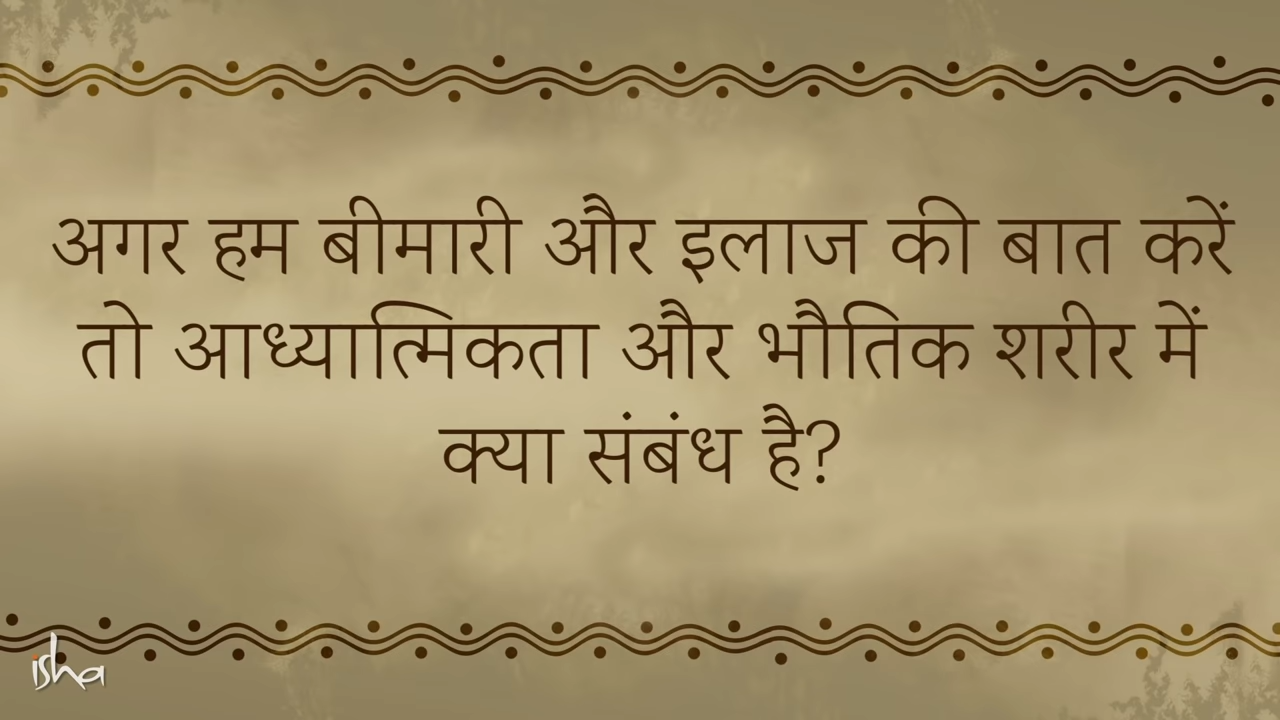 अगर हम बीमारी और इलाज की बात करें
तो आध्यात्मिकता और भौतिक शरीर में
क्या संबंध है?
isha